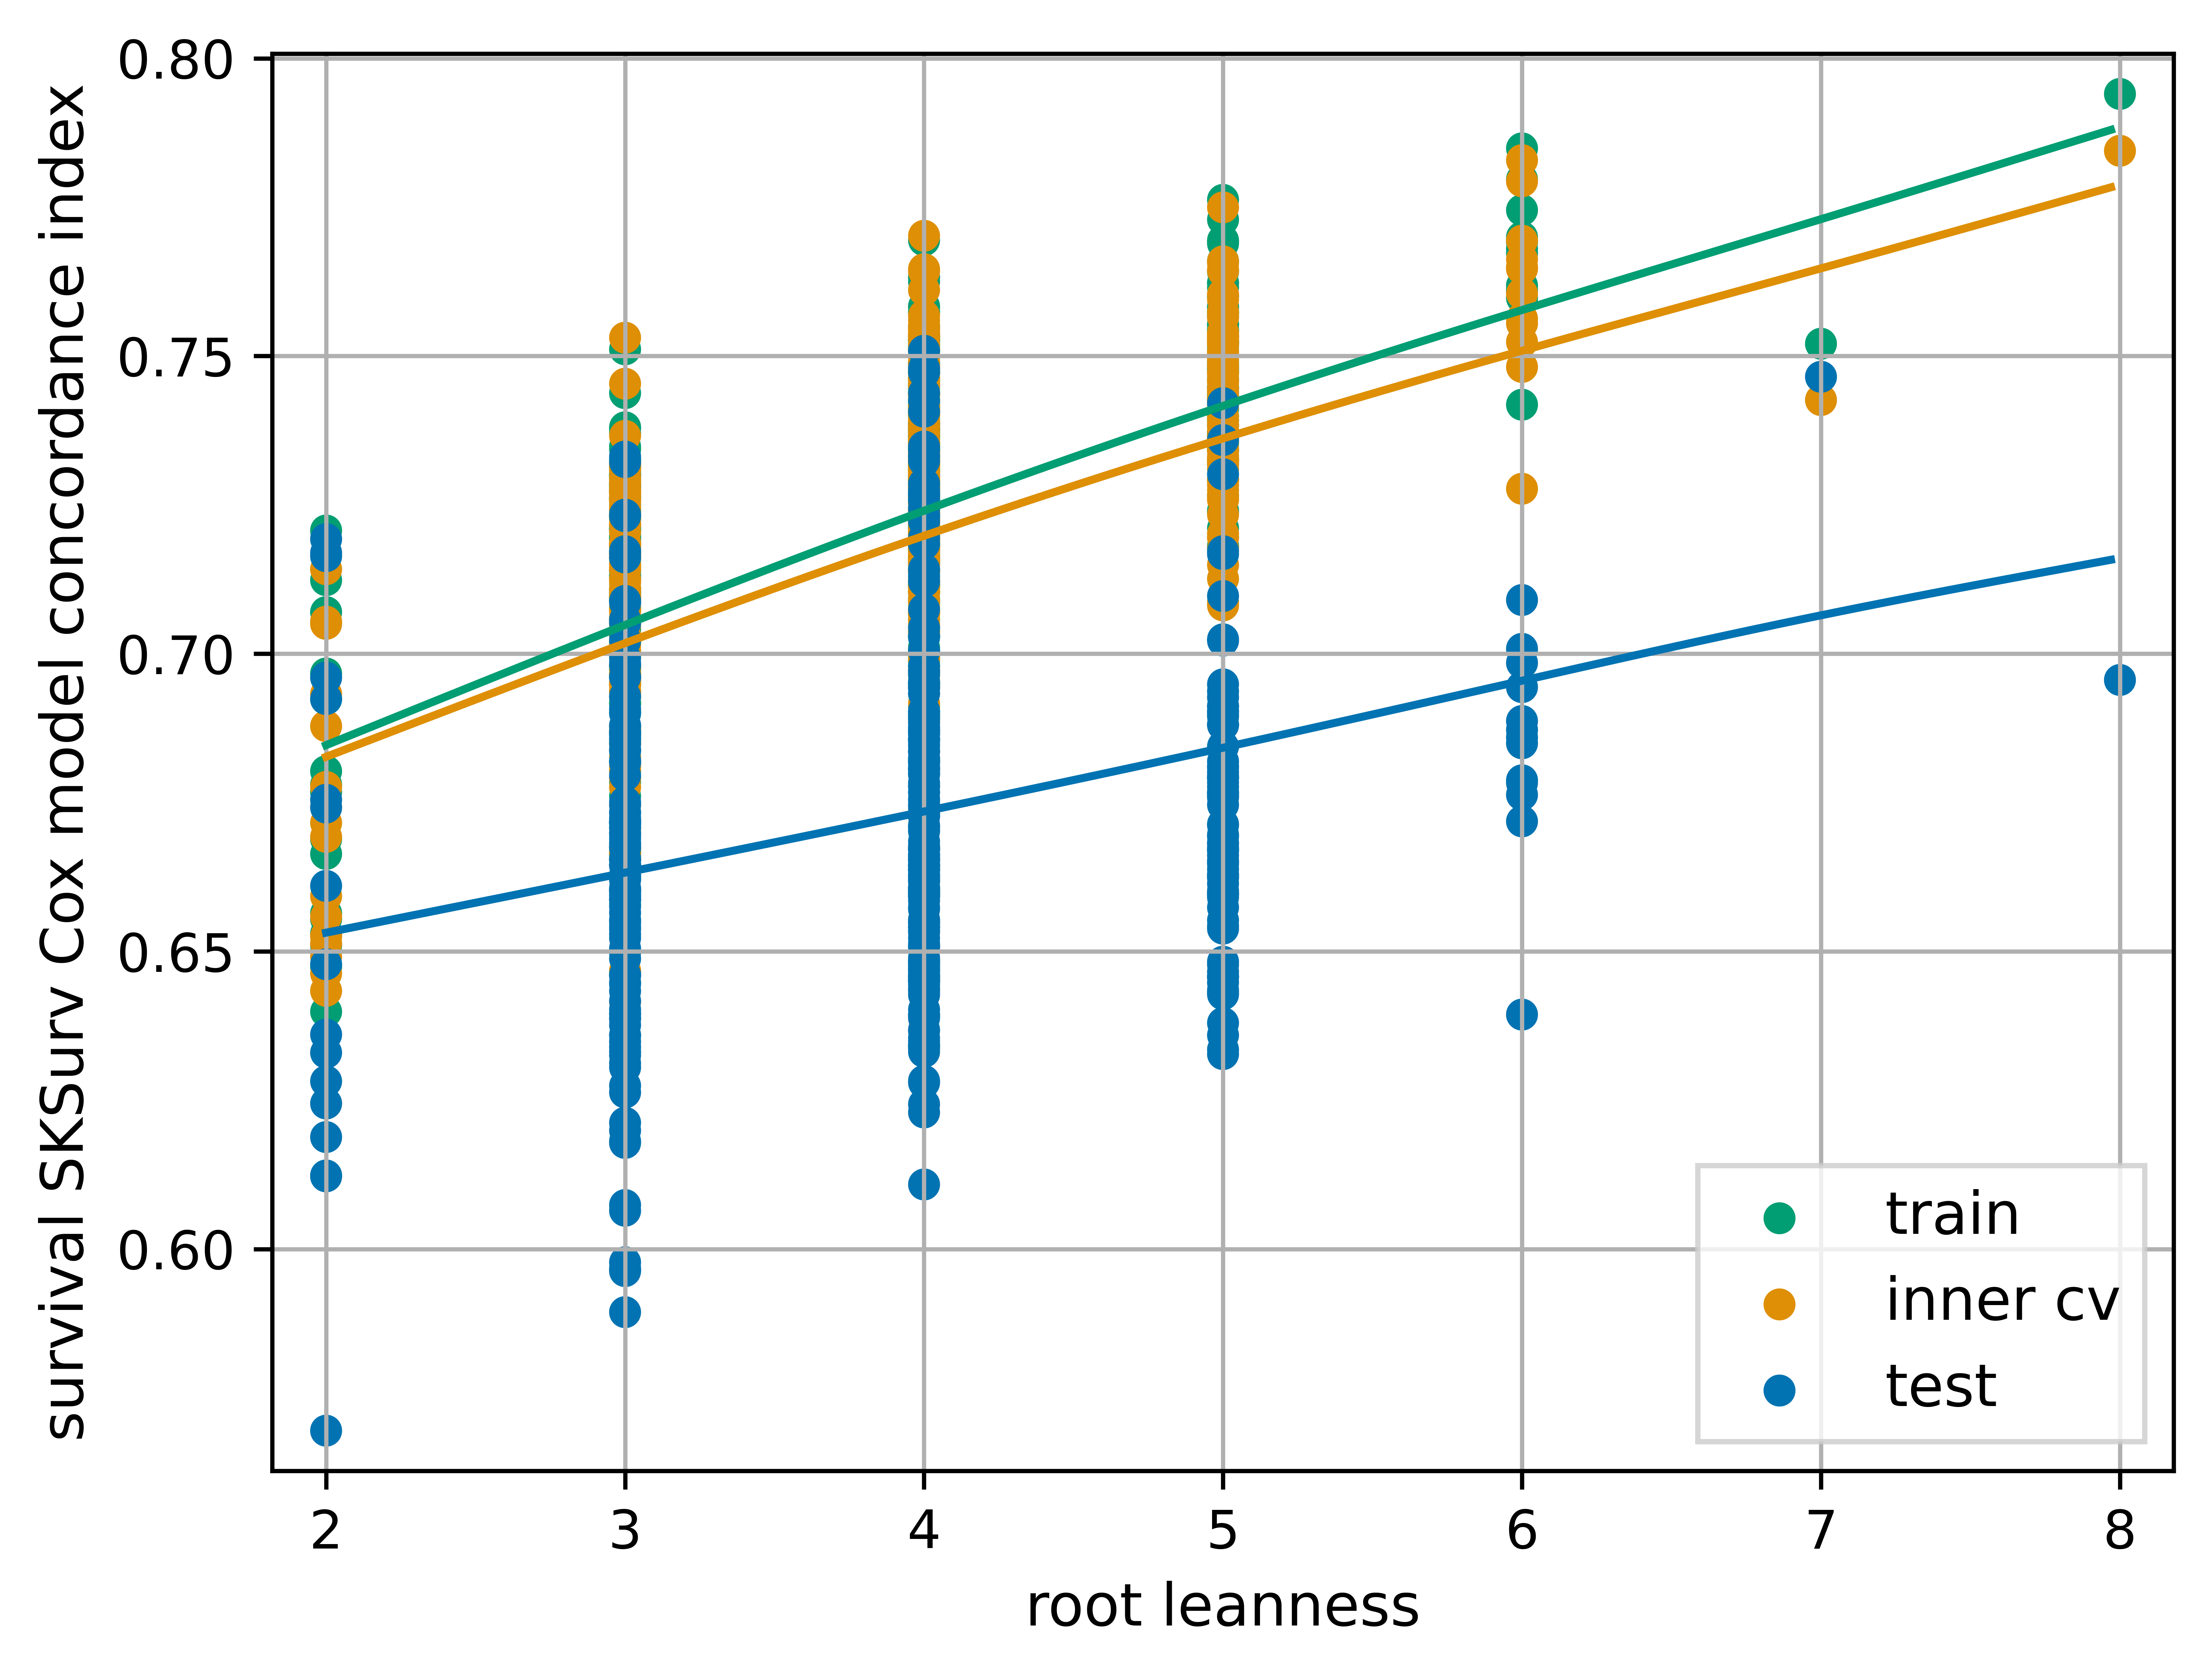 survival SKSurv Cox model concordance index
0.80
0.75
0.70
0.65
0.60
2 3 4 5 6 7 8
root leanness
train
inner cv
test